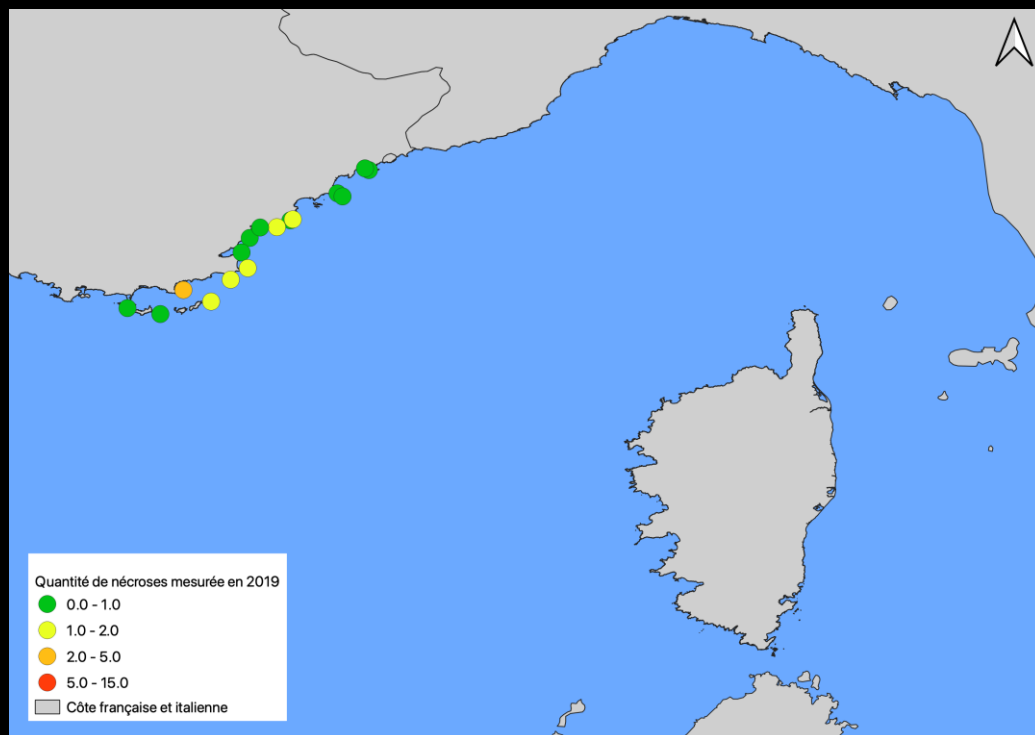 Quantité de nécroses mesurée en 2019
0.0 - 1.0
1.0 - 2.0
2.0 - 5.0
5.0 - 15.0
Côte française et italienne